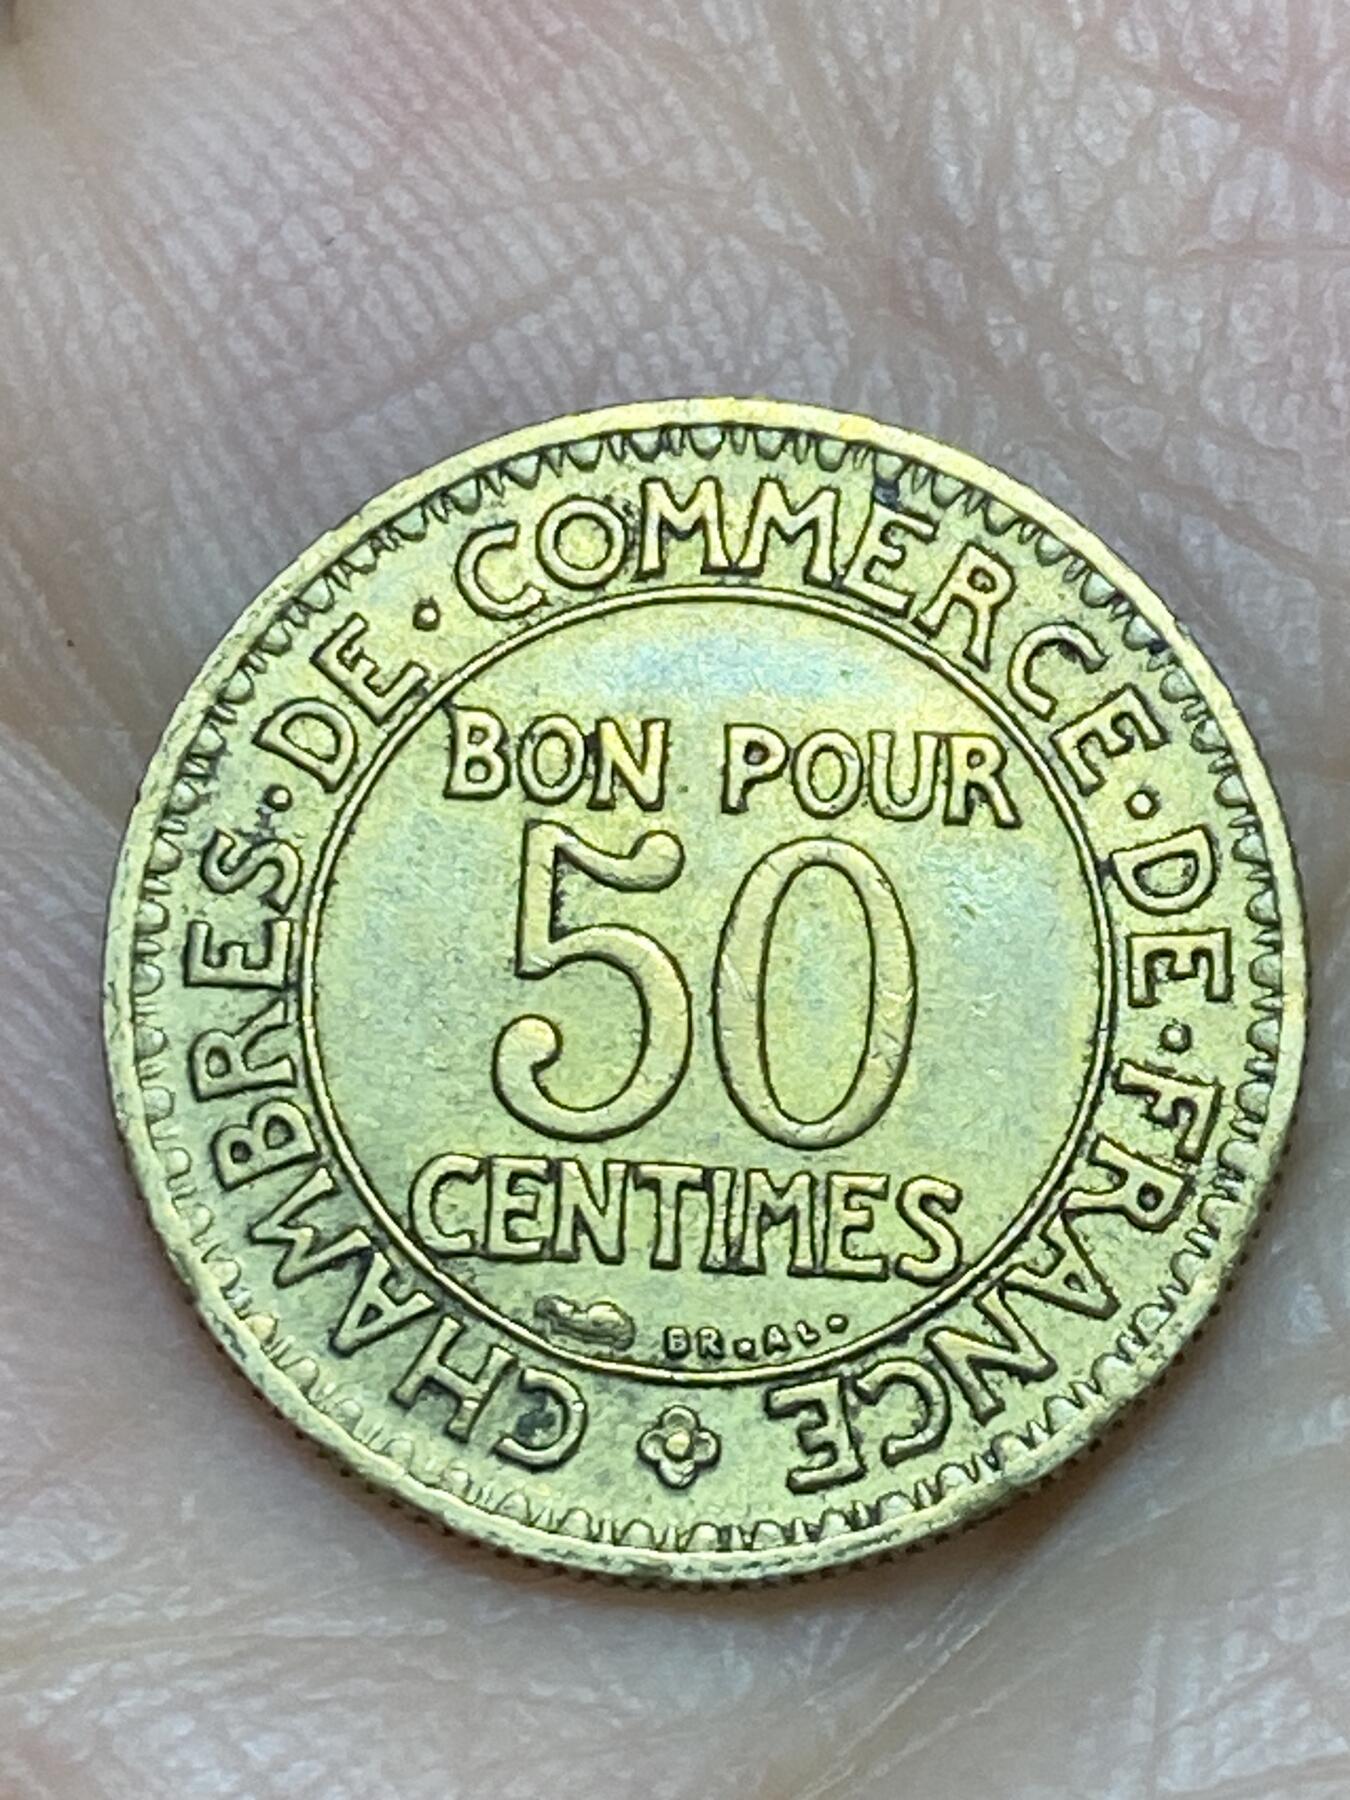 CHAMBRES · DE · COMMERCE · DE · FRANCE
BON POUR
50
CENTIMES
BR·AL·